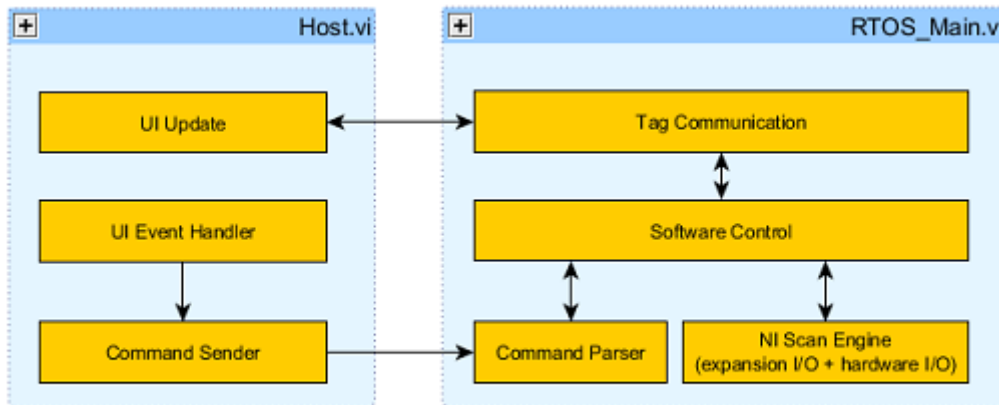 Host.vi
UI Update
UI Event Handler
Command Sender
RTOS_Main.v
Tag Communication
Software Control
Command Parser
NI Scan Engine
(expansion I/O + hardware I/O)